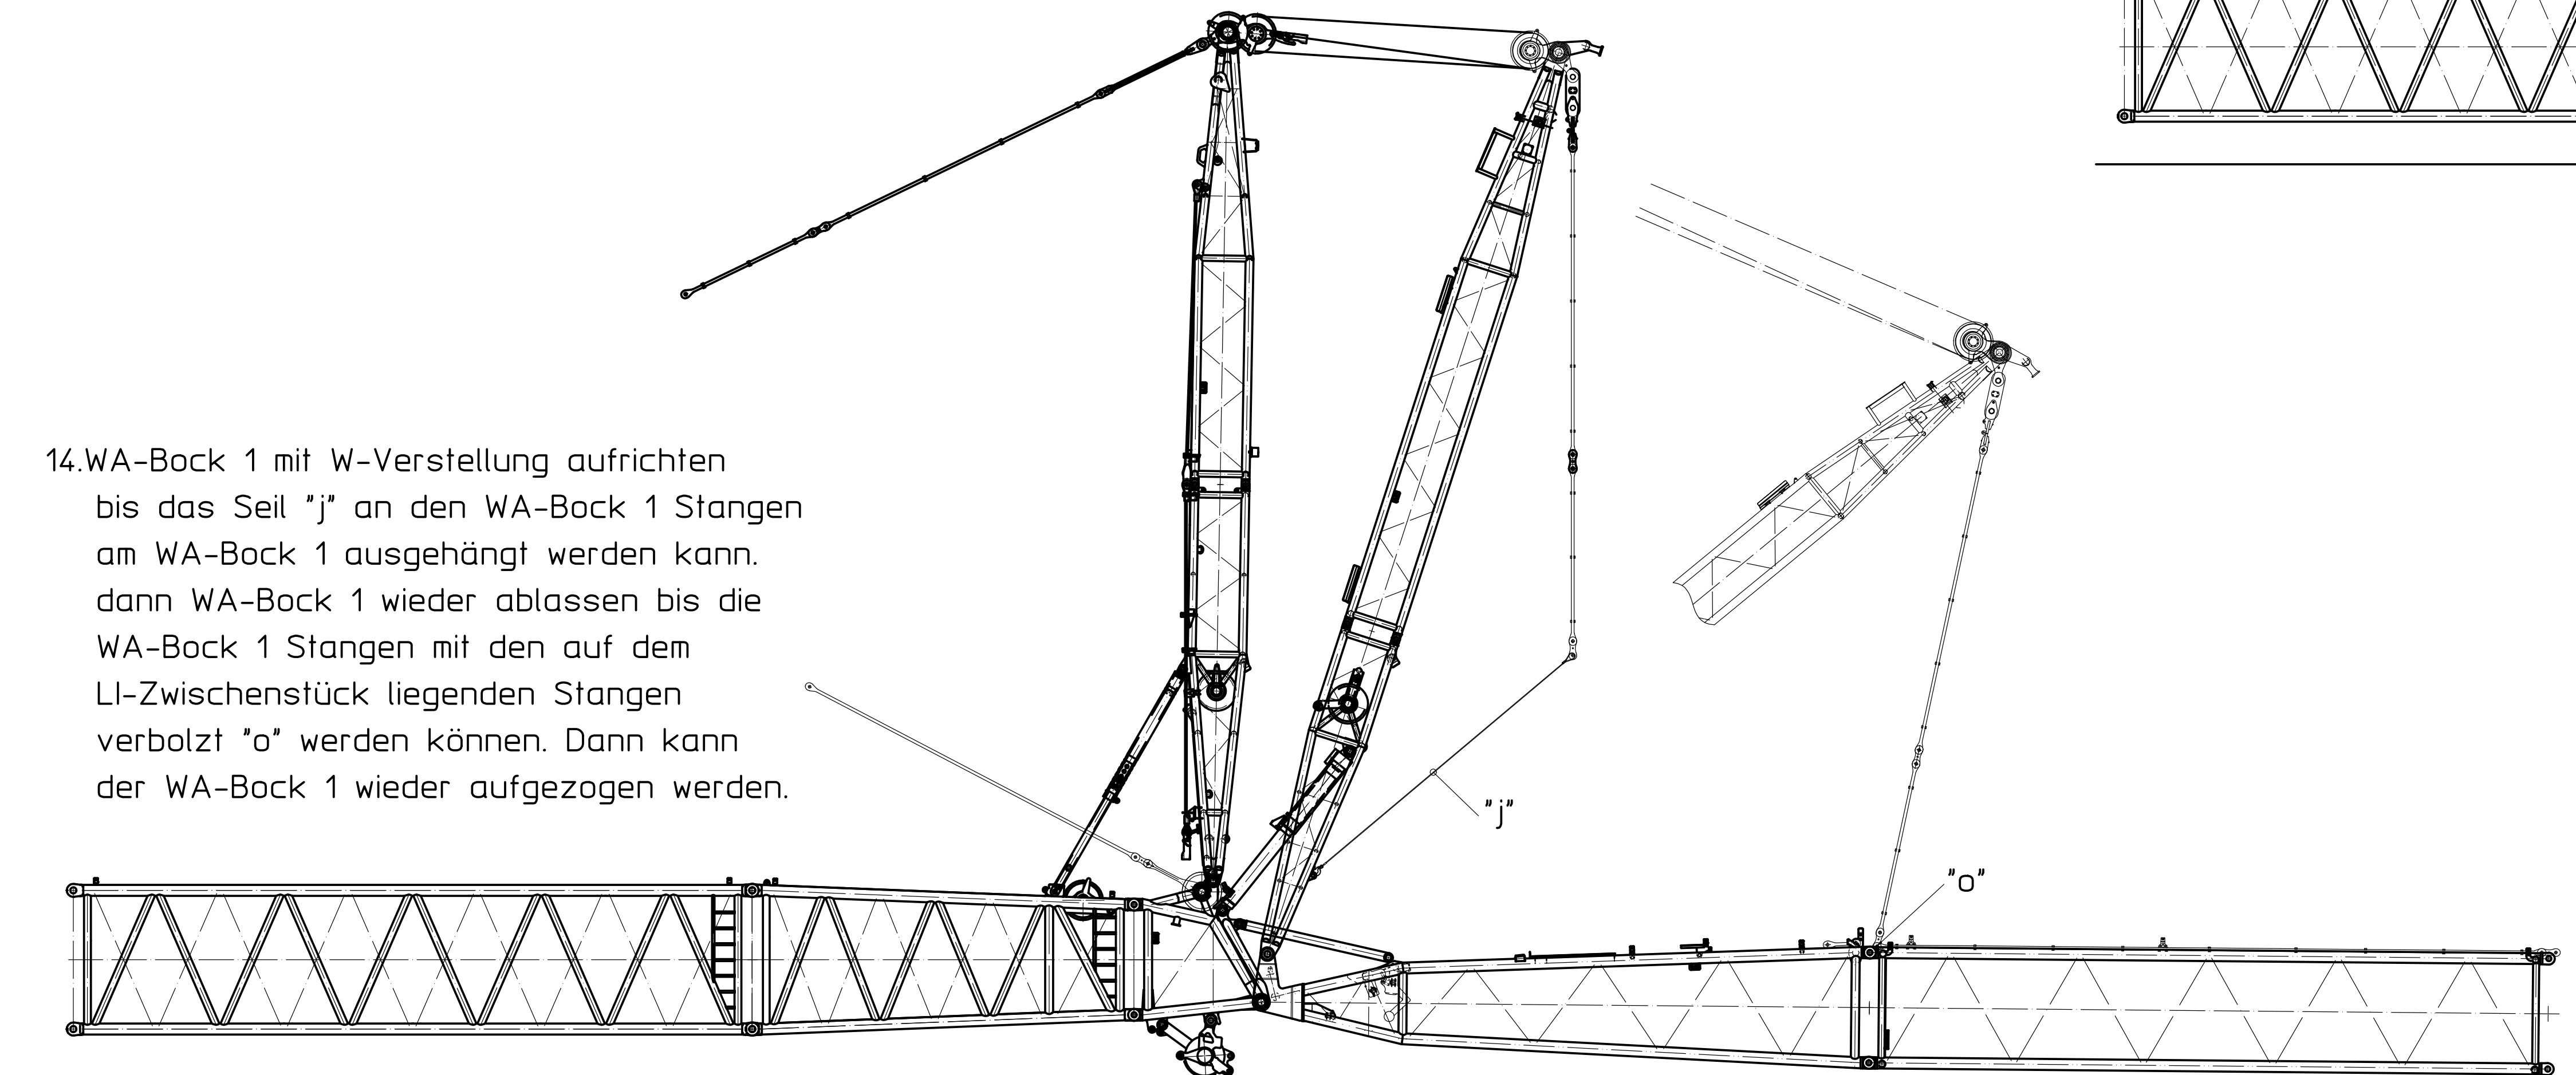 14.WA-Bock 1 mit W-Verstellung aufrichten
bis das Seil "j" an den WA-Bock 1 Stangen
am WA-Bock 1 ausgehängt werden kann.
dann WA-Bock 1 wieder ablassen bis die
WA-Bock 1 Stangen mit den auf dem
LI-Zwischenstück liegenden Stangen
verbolzt "o" werden können. Dann kann
der WA-Bock 1 wieder aufgezogen werden.
"j"
"o"